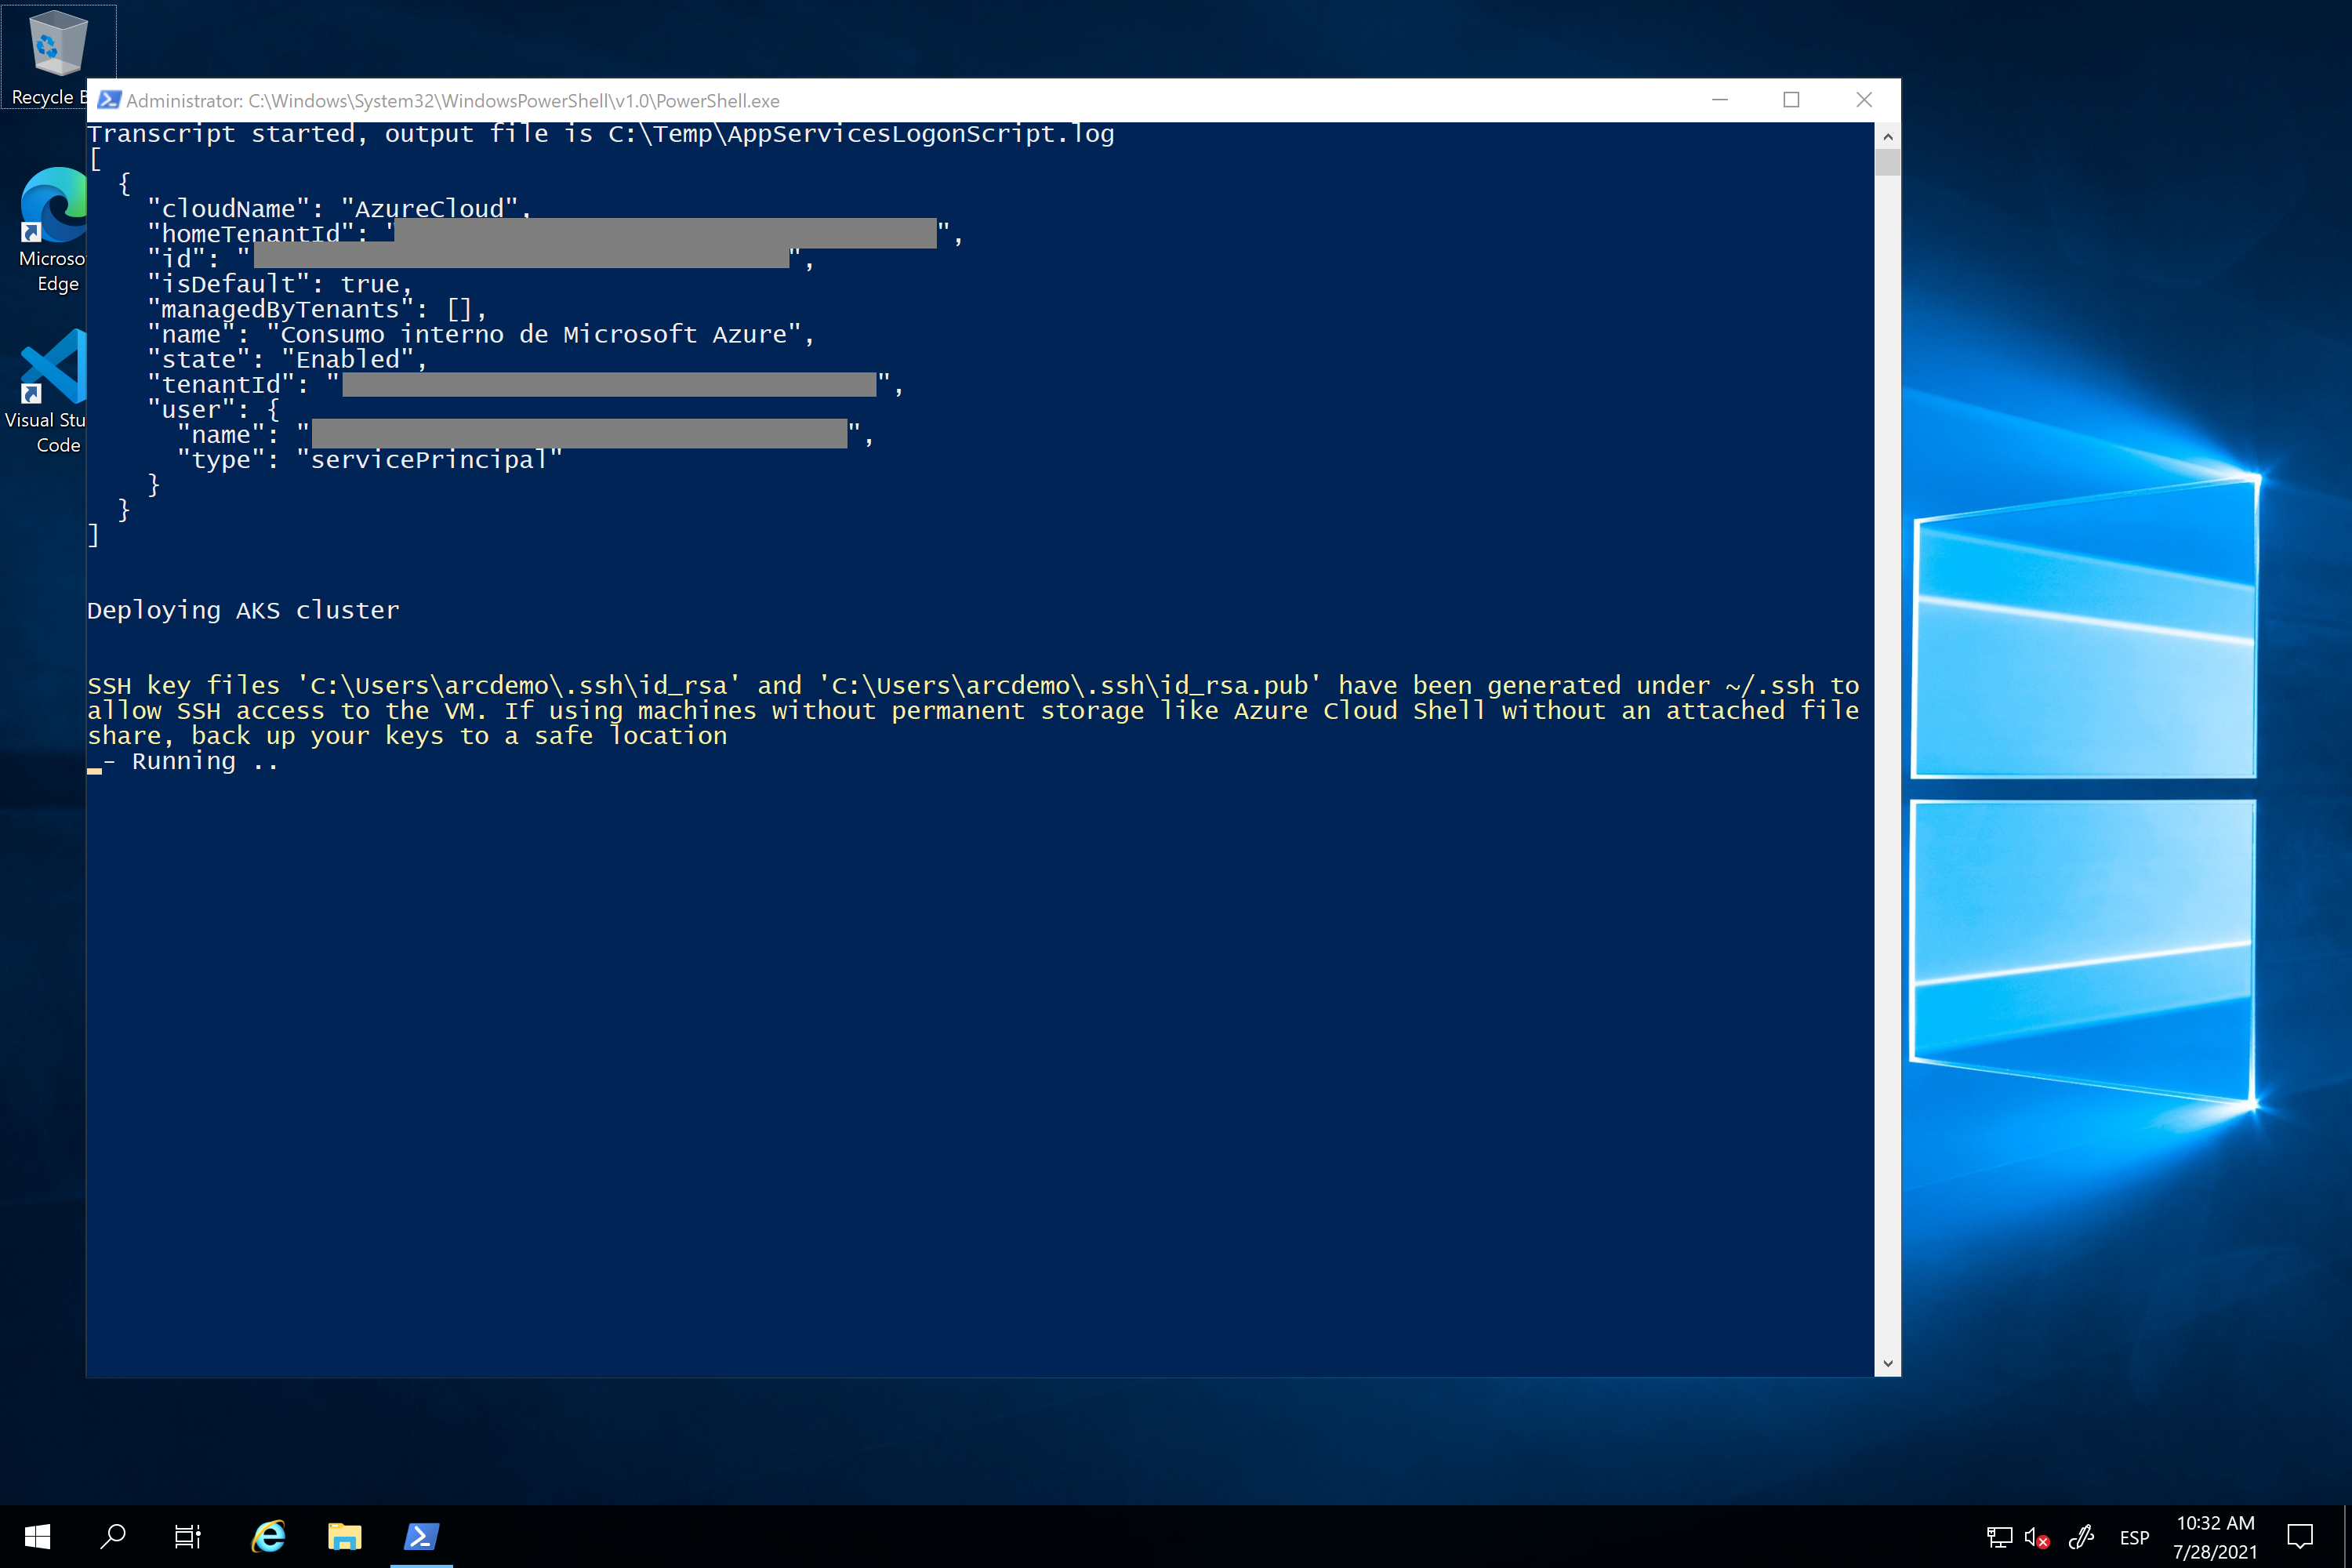 Recycle B
Administrator: C:\Windows\System32\WindowsPowerShell\v1.0\PowerShell.exe
Transcript started, output file is C:\Temp\AppServicesLogonScript.log
[
  {
    "cloudName": "AzureCloud",
    "homeTenantId": "",
    "id": "",
    "isDefault": true,
    "managedByTenants": [],
    "name": "Consumo interno de Microsoft Azure",
    "state": "Enabled",
    "tenantId": "",
    "user": {
      "name": "",
      "type": "servicePrincipal"
    }
  }
]
Deploying AKS cluster
SSH key files 'C:\Users\arcdemo\.ssh\id_rsa' and 'C:\Users\arcdemo\.ssh\id_rsa.pub' have been generated under ~/.ssh to
allow SSH access to the VM. If using machines without permanent storage like Azure Cloud Shell without an attached file
share, back up your keys to a safe location
_- Running ..
Microso
Edge
Visual Stu
Code
ESP
10:32 AM
7/28/2021